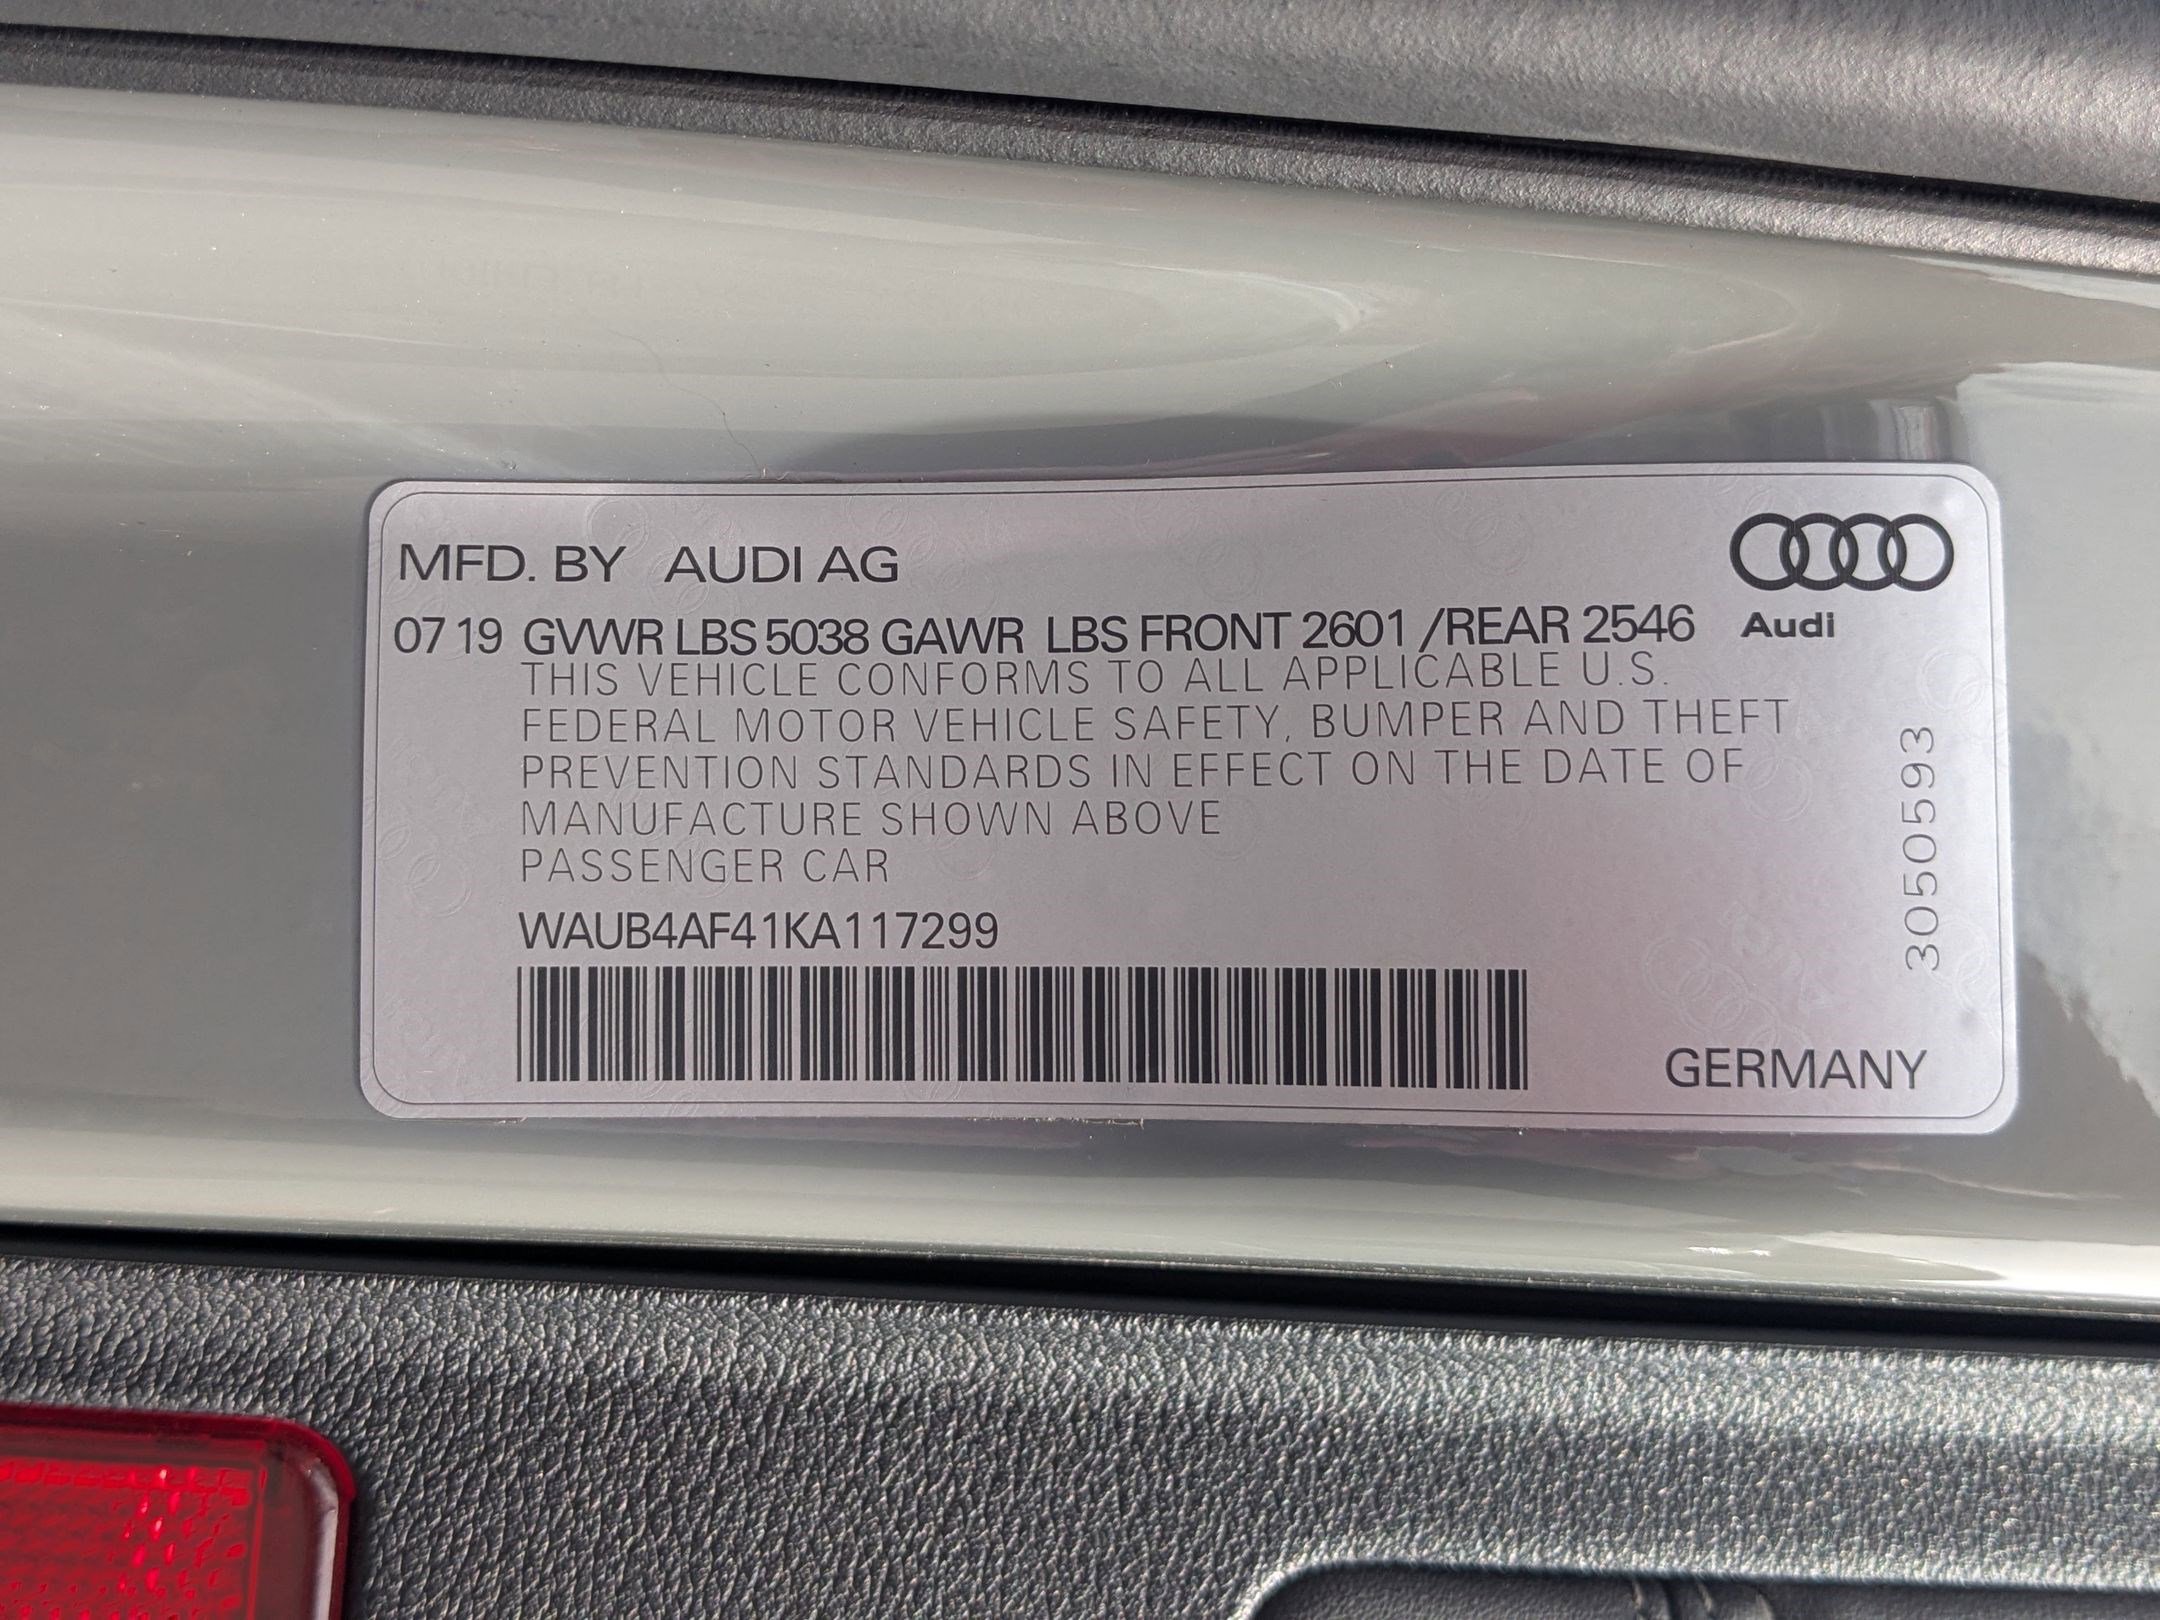 MFD. BY AUDI AG
07 19 GVWR LBS 5038 GAWR LBS FRONT 2601 /REAR 2546
Audi
THIS VEHICLE CONFORMS TO ALL APPLICABLE U.S.
FEDERAL MOTOR VEHICLE SAFETY, BUMPER AND THEFT
PREVENTION STANDARDS IN EFFECT ON THE DATE OF
MANUFACTURE SHOWN ABOVE
PASSENGER CAR
WAUB4AF41KA117299
3050593
GERMANY